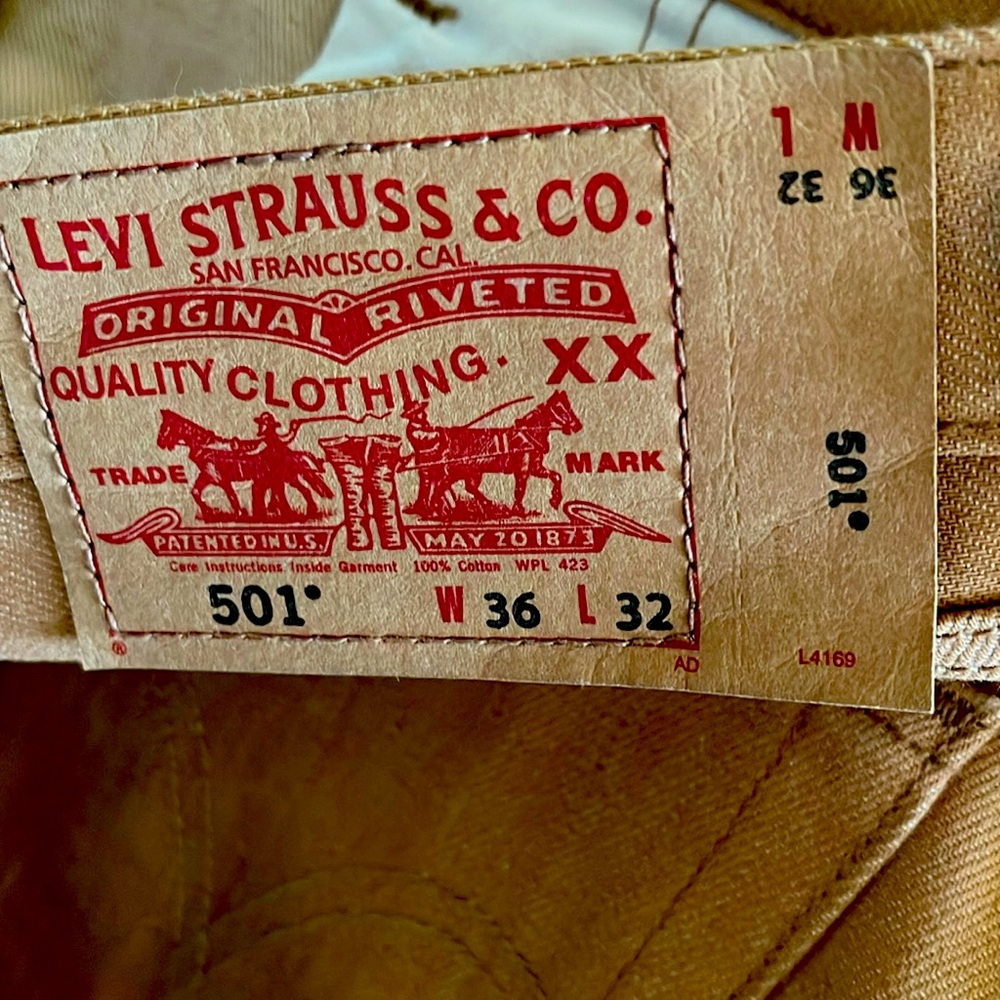 LEVI STRAUSS & CO.
SAN FRANCISCO. CAL.
ORIGINAL RIVETED
QUALITY CLOTHING. XX
TRADE MARK
PATENTED IN U.S. MAY 20 1873
Care Instructions Inside Garment 100% Cotton WPL 423
501® W 36 L 32
®
AD
W L
36 32
501®
L4169